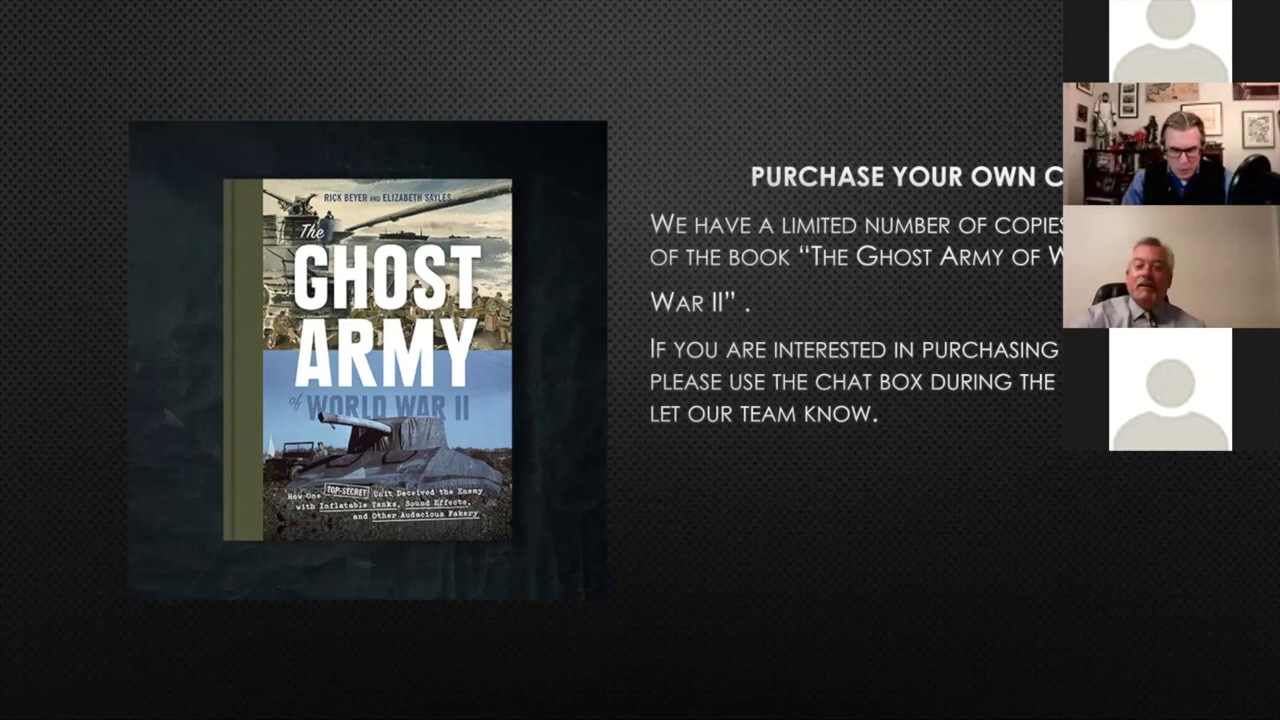 RICK BEYER AND ELIZABETH SAYLES
The
GHOST
ARMY
of WORLD WAR II
How One TOP-SECRET Unit Deceived the Enemy
with Inflatable Tanks, Sound Effects,
and Other Audacious Fakery
PURCHASE YOUR OWN C
WE HAVE A LIMITED NUMBER OF COPIES
OF THE BOOK “THE GHOST ARMY OF W
WAR II” .
IF YOU ARE INTERESTED IN PURCHASING
PLEASE USE THE CHAT BOX DURING THE
LET OUR TEAM KNOW.